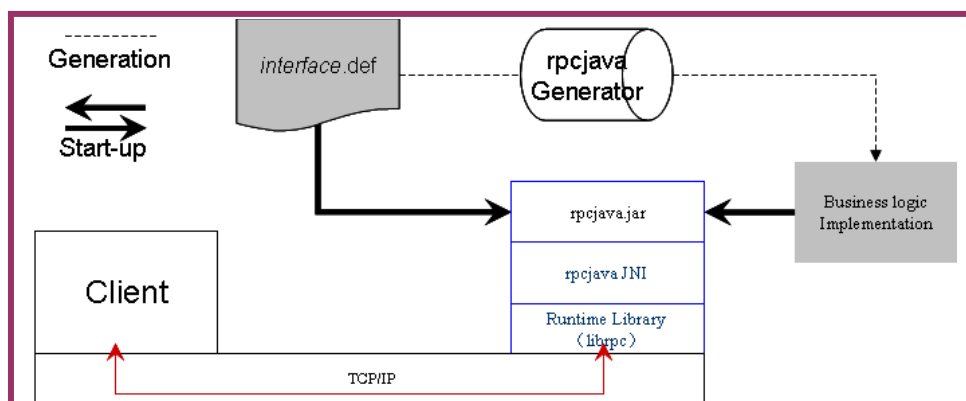 Generation
Start-up
interface.def
rpcjava
Generator
Business logic
Implementation
rpcjava.jar
rpcjava JNI
Runtime Library
（librpc）
Client
TCP/IP